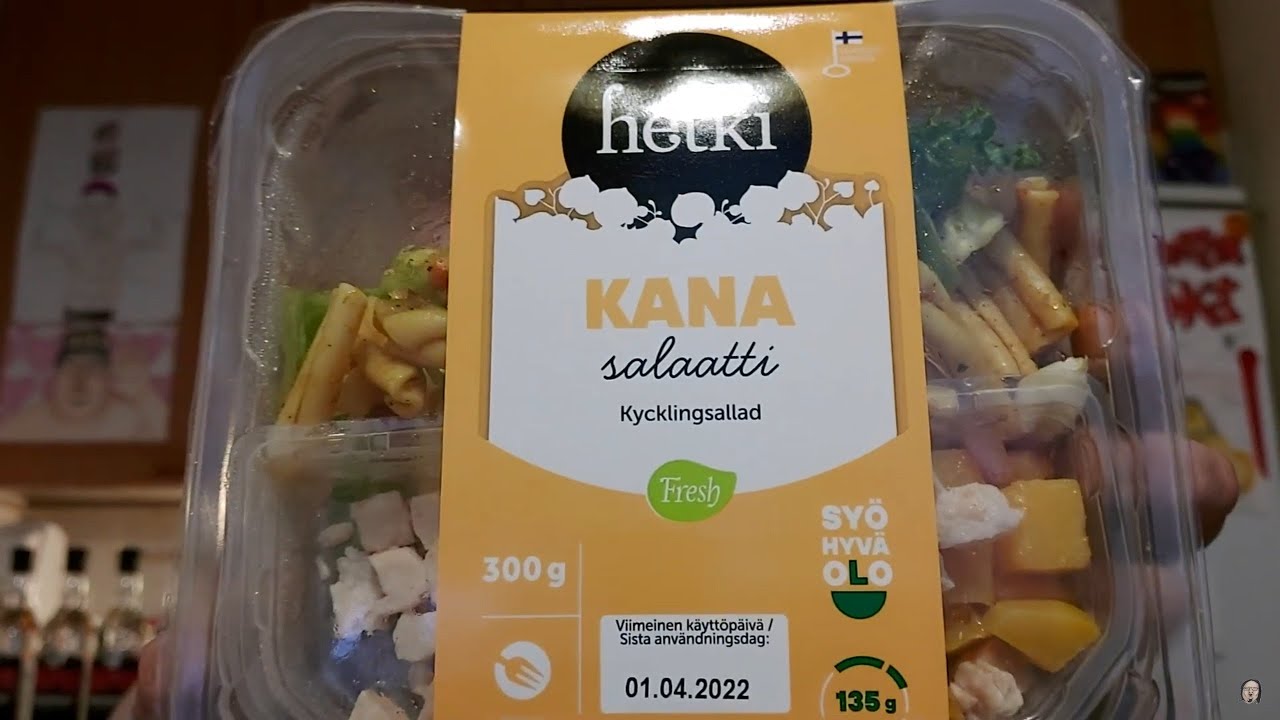 hetki
KANA
salaatti
Kycklingsallad
Fresh
300 g
SYÖ
HYVÄ
OLO
Viimeinen käyttöpäivä /
Sista användningsdag:
01.04.2022
135 g